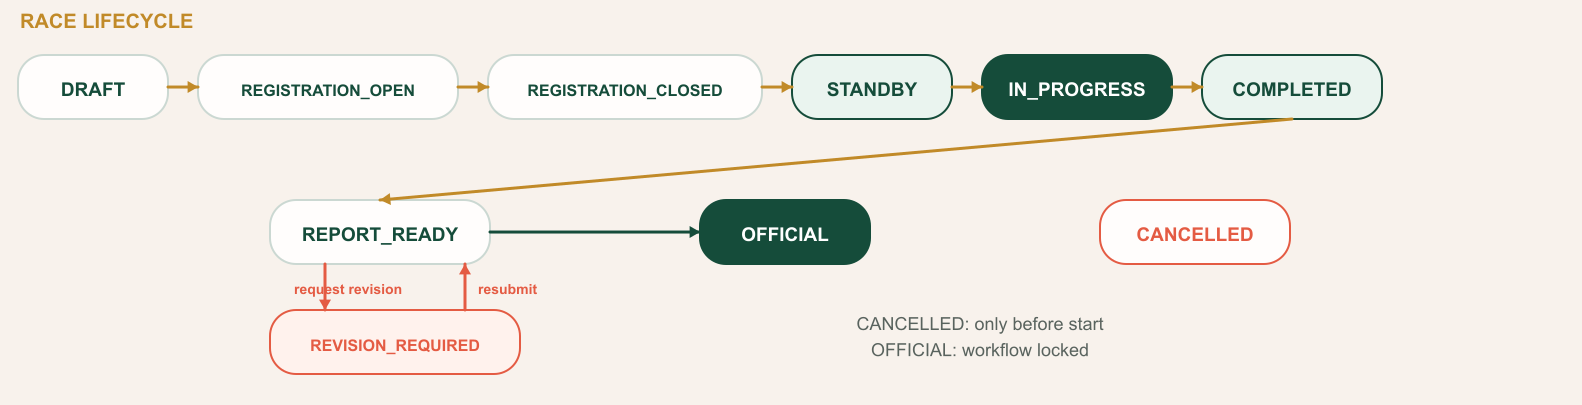 RACE LIFECYCLE
DRAFT
REGISTRATION_OPEN
REGISTRATION_CLOSED
STANDBY
IN_PROGRESS
COMPLETED
REPORT_READY
OFFICIAL
CANCELLED
request revision
resubmit
REVISION_REQUIRED
CANCELLED: only before start
OFFICIAL: workflow locked